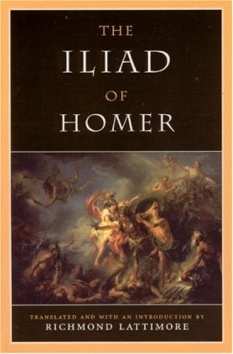 THE
ILIAD
OF
HOMER
TRANSLATED AND WITH AN INTRODUCTION BY
RICHMOND LATTIMORE